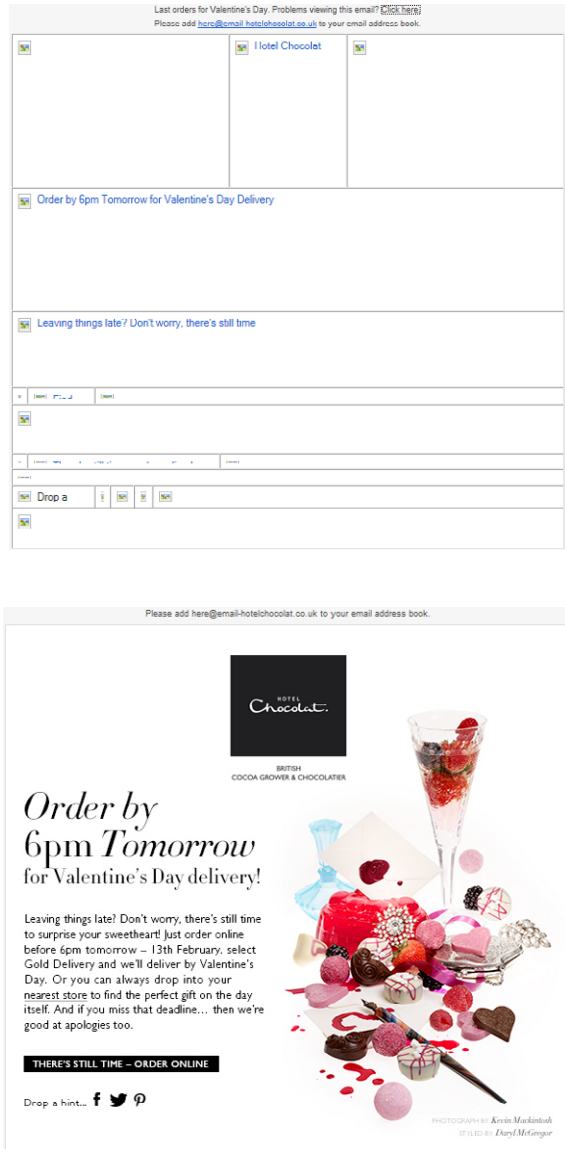 Last orders for Valentine's Day. Problems viewing this email? Click here.
Please add here@email-hotelchocolat.co.uk to your email address book.
Hotel Chocolat
Order by 6pm Tomorrow for Valentine's Day Delivery
Leaving things late? Don't worry, there's still time
Find
Drop a
Please add here@email-hotelchocolat.co.uk to your email address book.
HOTEL
Chocolat.
BRITISH
COCOA GROWER & CHOCOLATIER
Order by
6pm Tomorrow
for Valentine's Day delivery!
Leaving things late? Don't worry, there's still time
to surprise your sweetheart! Just order online
before 6pm tomorrow – 13th February, select
Gold Delivery and we'll deliver by Valentine's
Day. Or you can always drop into your
nearest store to find the perfect gift on the day
itself. And if you miss that deadline... then we're
good at apologies too.
THERE'S STILL TIME – ORDER ONLINE
Drop a hint...
PHOTOGRAPH BY Kevin Mackintosh
STYLED BY Daryl McGregor